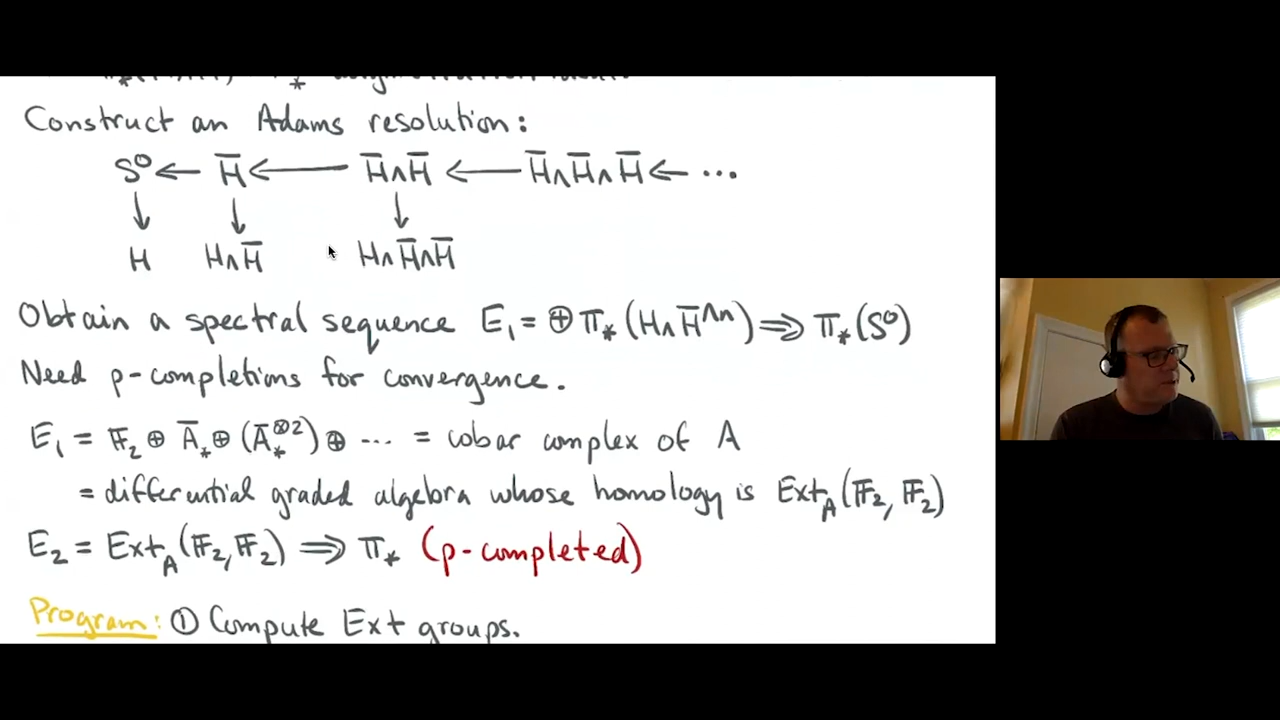 Construct an Adams resolution:
S⁰ ← H̅ ← H̅∧H̅ ← H̅∧H̅∧H̅ ← ⋯
↓ ↓ ↓
H H∧H̅ H∧H̅∧H̅
Obtain a spectral sequence E₁ = ⊕ π_*(H∧H̅^{∧n}) ⇒ π_*(S⁰)
Need p-completions for convergence.
E₁ = 𝔽₂ ⊕ A̅_* ⊕ (A̅_*^{⊗2}) ⊕ ⋯ = cobar complex of A
= differential graded algebra whose homology is Ext_A(𝔽₂, 𝔽₂)
E₂ = Ext_A(𝔽₂, 𝔽₂) ⇒ π_* (p-completed)
Program: ① Compute Ext groups.